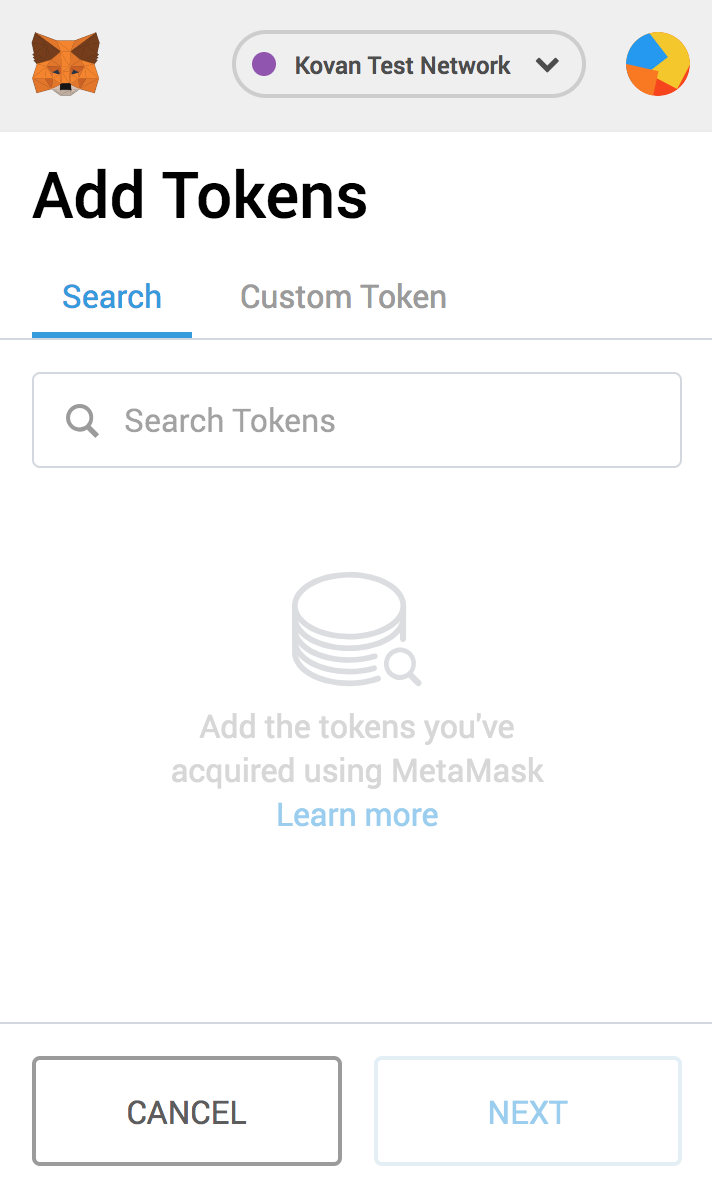 Kovan Test Network
Add Tokens
Search
Custom Token
Search Tokens
Add the tokens you've
acquired using MetaMask
Learn more
CANCEL
NEXT